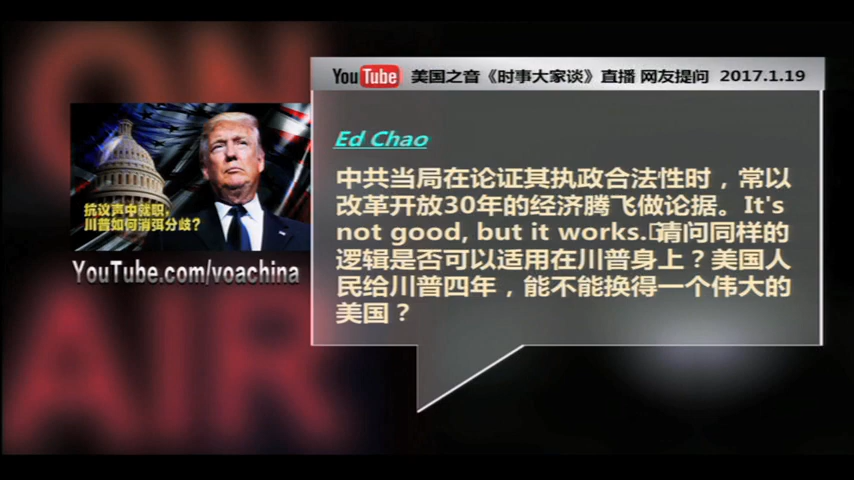 ON
AIR
YouTube 美国之音《时事大家谈》直播 网友提问 2017.1.19
抗议声中就职,
川普如何消弭分歧?
YouTube.com/voachina
Ed Chao
中共当局在论证其执政合法性时，常以
改革开放30年的经济腾飞做论据。It's
not good, but it works.请问同样的
逻辑是否可以适用在川普身上？美国人
民给川普四年，能不能换得一个伟大的
美国？